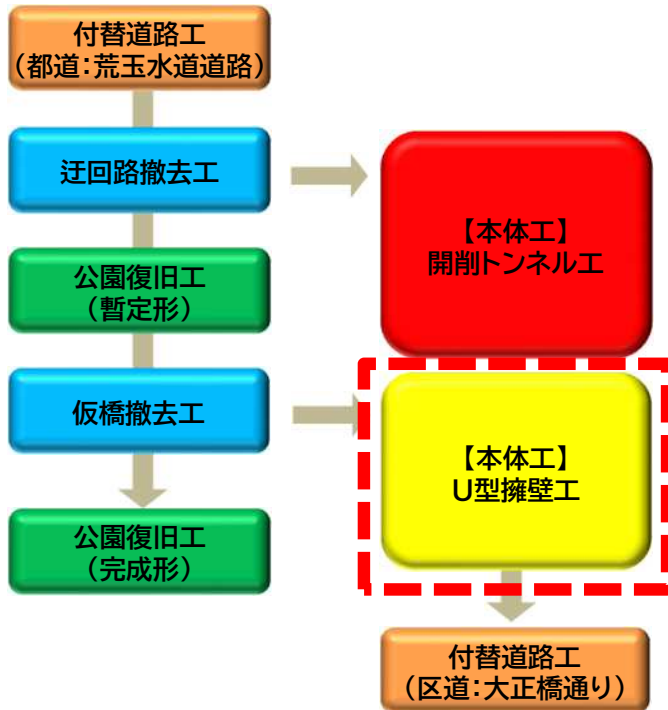 付替道路工
（都道：荒玉水道道路）
迂回路撤去工
公園復旧工
（暫定形）
仮橋撤去工
公園復旧工
（完成形）
【本体工】
開削トンネル工
【本体工】
U型擁壁工
付替道路工
（区道：大正橋通り）